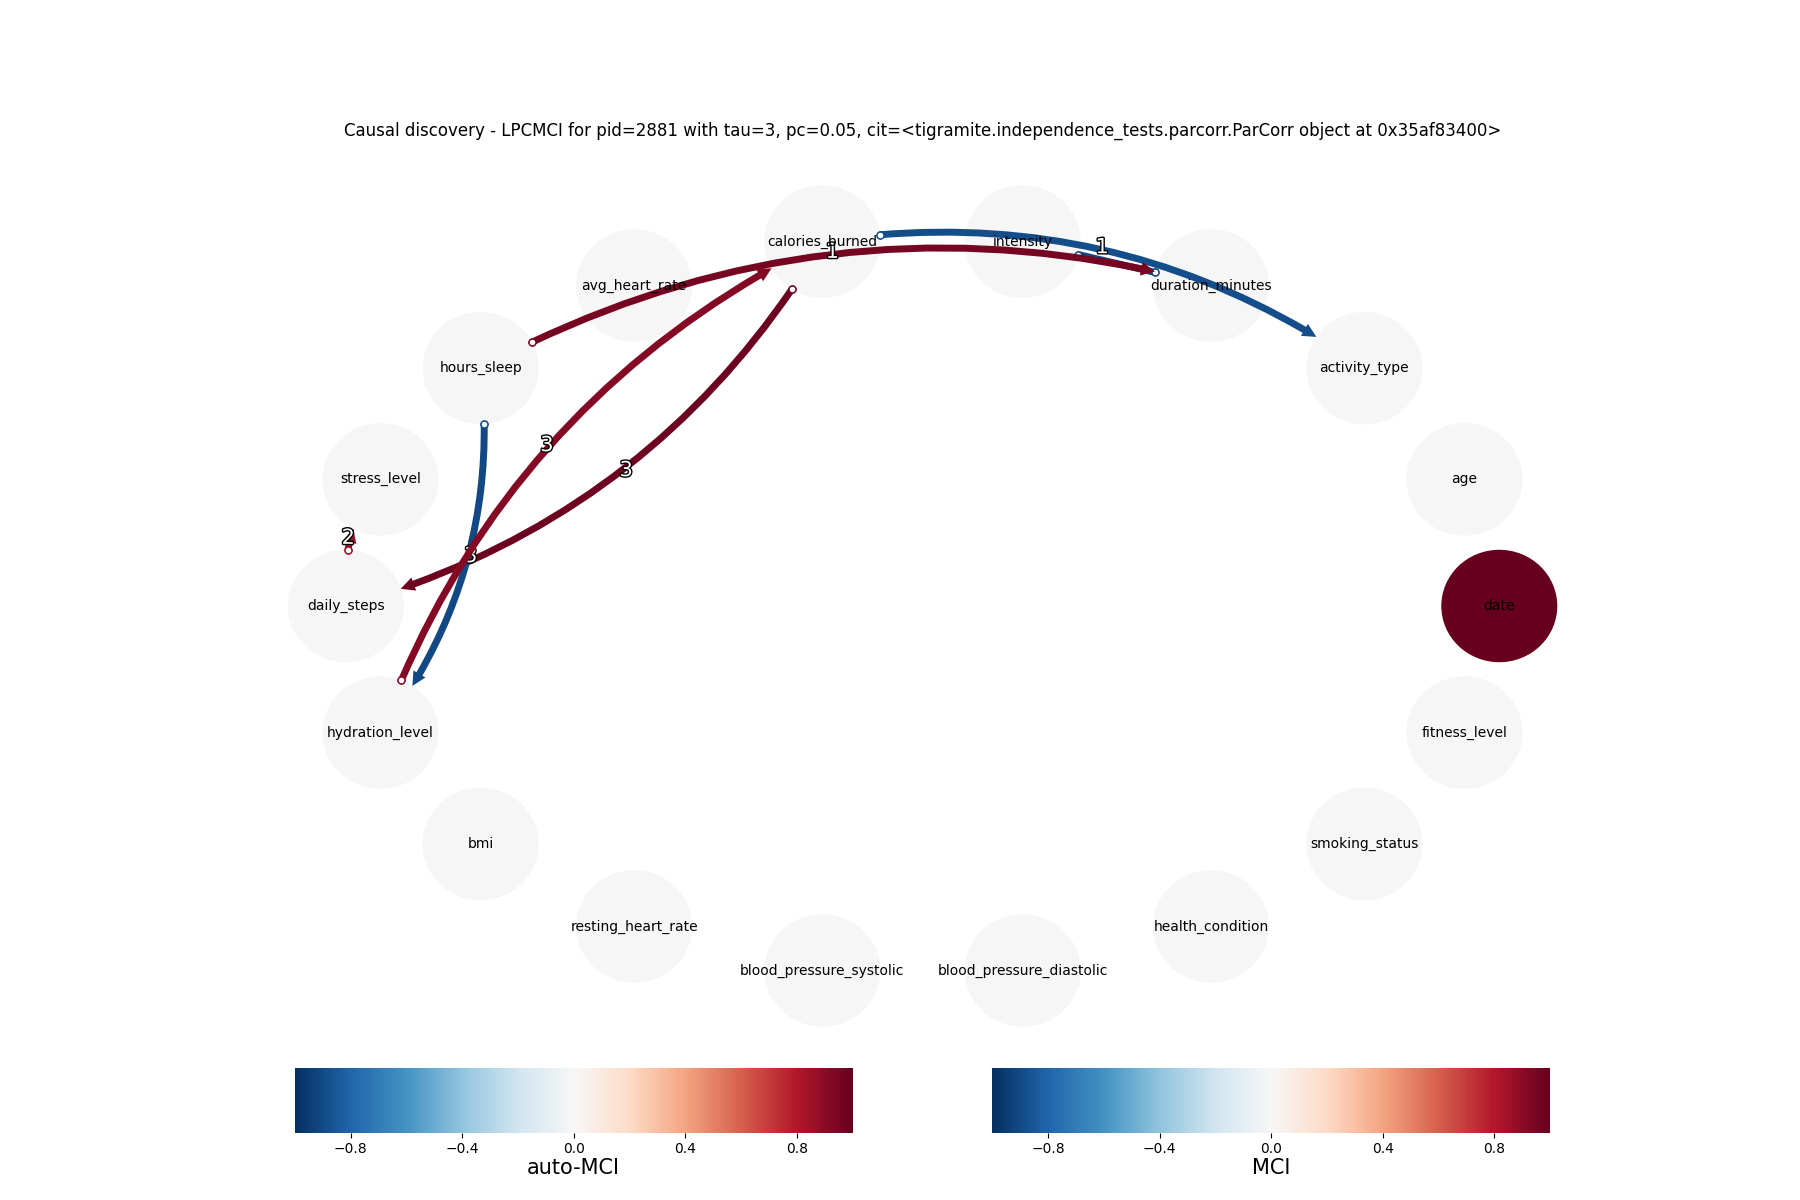 Causal discovery - LPCMCI for pid=2881 with tau=3, pc=0.05, cit=<tigramite.independence_tests.parcorr.ParCorr object at 0x35af83400>
calories_burned
intensity
1
1
avg_heart_rate
duration_minutes
hours_sleep
activity_type
3
3
stress_level
age
2
3
daily_steps
date
hydration_level
fitness_level
bmi
smoking_status
resting_heart_rate
health_condition
blood_pressure_systolic
blood_pressure_diastolic
−0.8 −0.4 0.0 0.4 0.8
−0.8 −0.4 0.0 0.4 0.8
auto-MCI
MCI